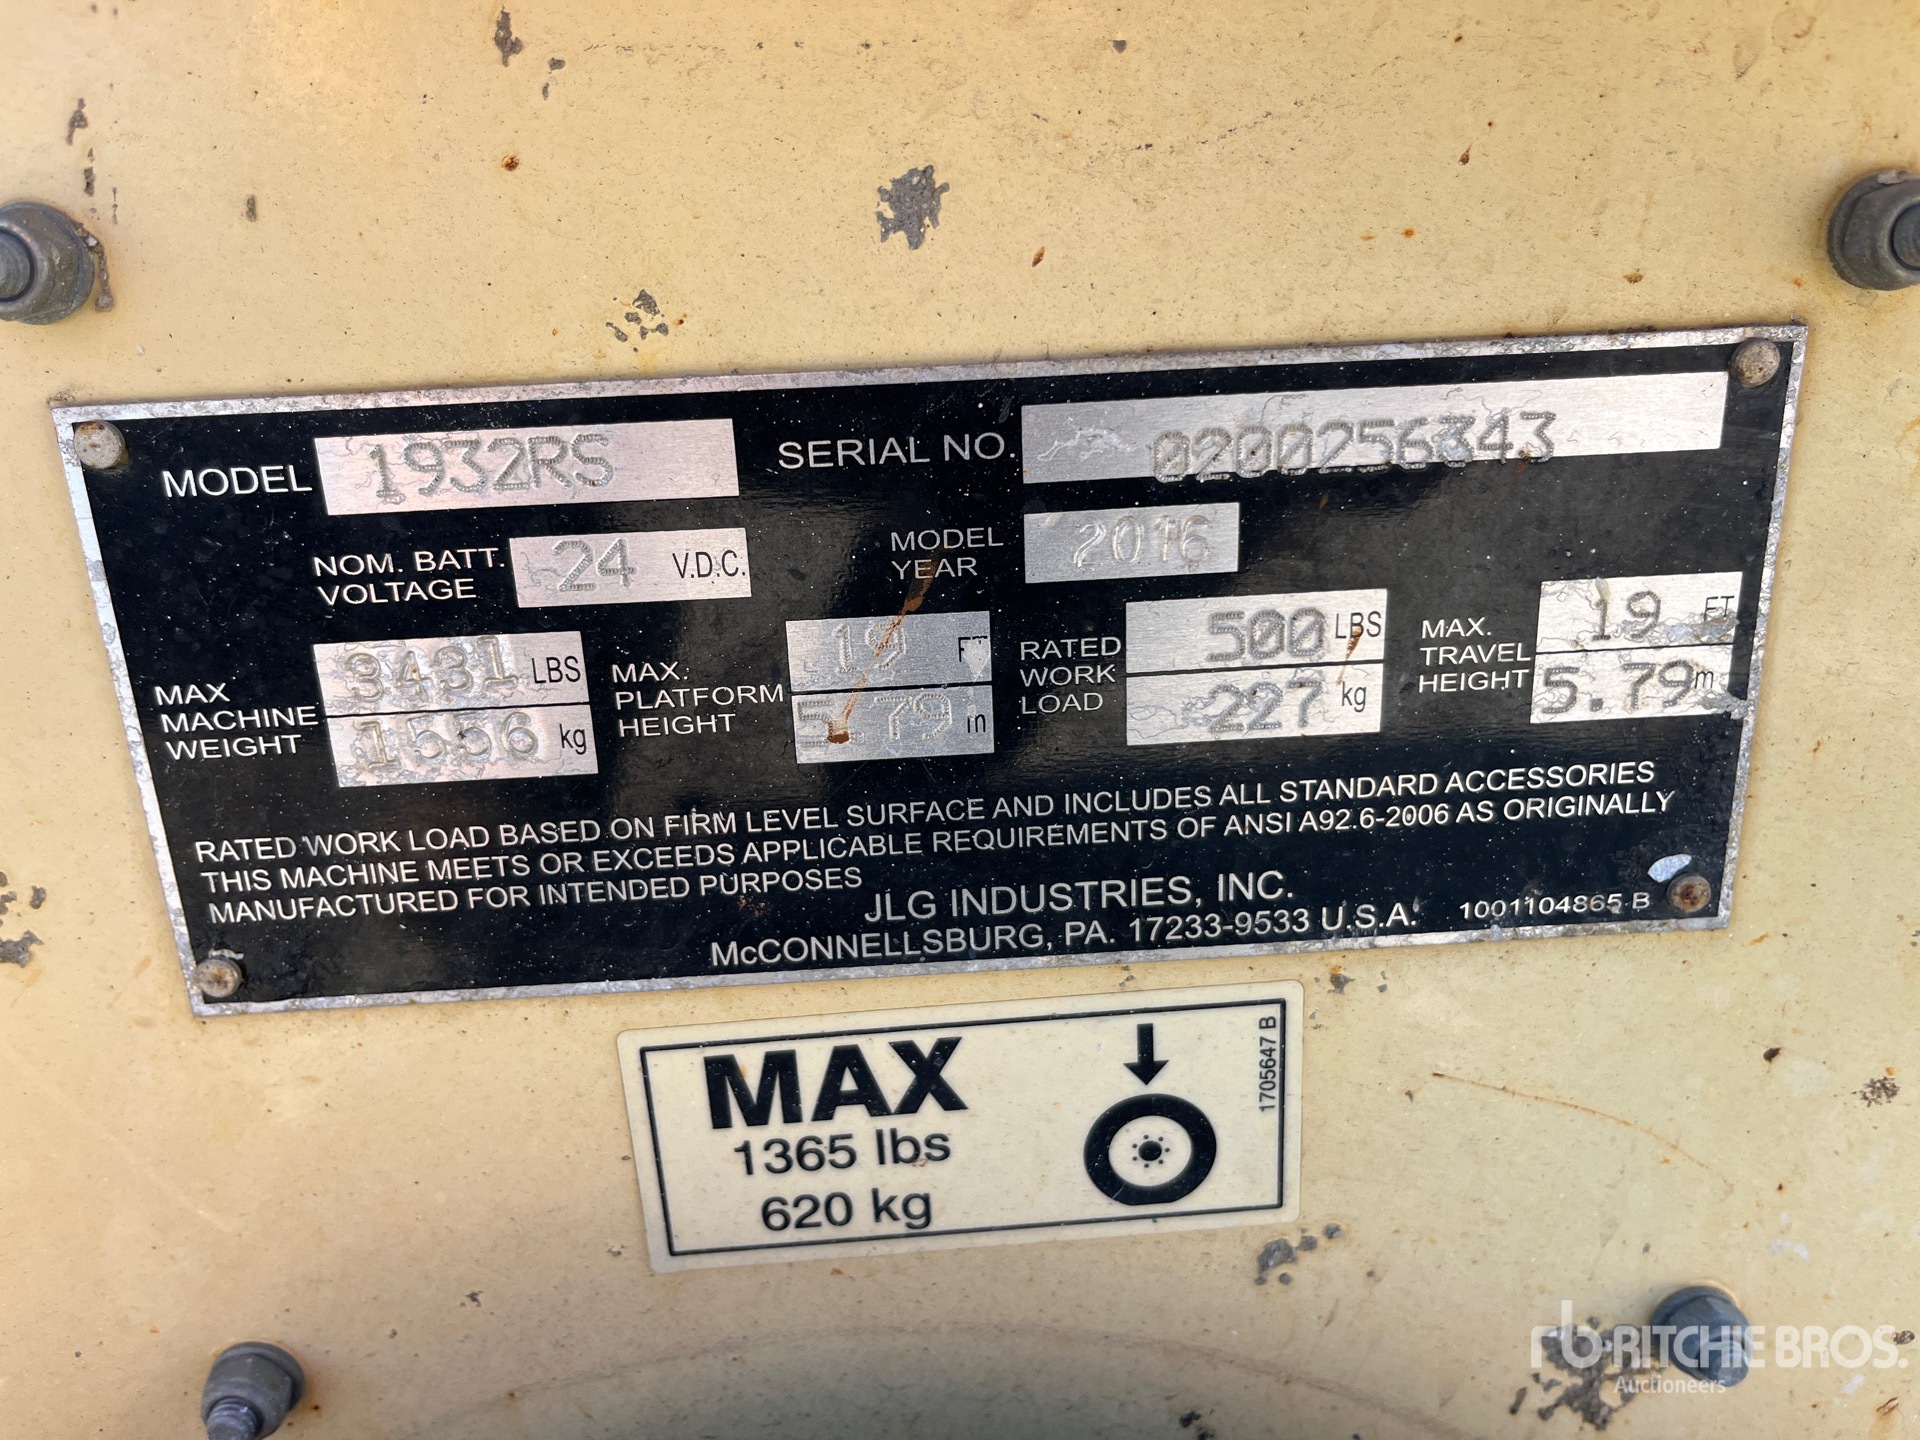 MODEL 1932RS SERIAL NO. 0200256343
NOM. BATT. VOLTAGE 24 V.D.C. MODEL YEAR 2016
MAX MACHINE WEIGHT 3431 LBS 1556 kg
MAX. PLATFORM HEIGHT 19 FT 5.79 m
RATED WORK LOAD 500 LBS 227 kg
MAX. TRAVEL HEIGHT 19 FT 5.79 m
RATED WORK LOAD BASED ON FIRM LEVEL SURFACE AND INCLUDES ALL STANDARD ACCESSORIES
THIS MACHINE MEETS OR EXCEEDS APPLICABLE REQUIREMENTS OF ANSI A92.6-2006 AS ORIGINALLY
MANUFACTURED FOR INTENDED PURPOSES
JLG INDUSTRIES, INC.
McCONNELLSBURG, PA. 17233-9533 U.S.A. 1001104865 B
MAX
1365 lbs
620 kg
1705647 B
rb RITCHIE BROS.
Auctioneers